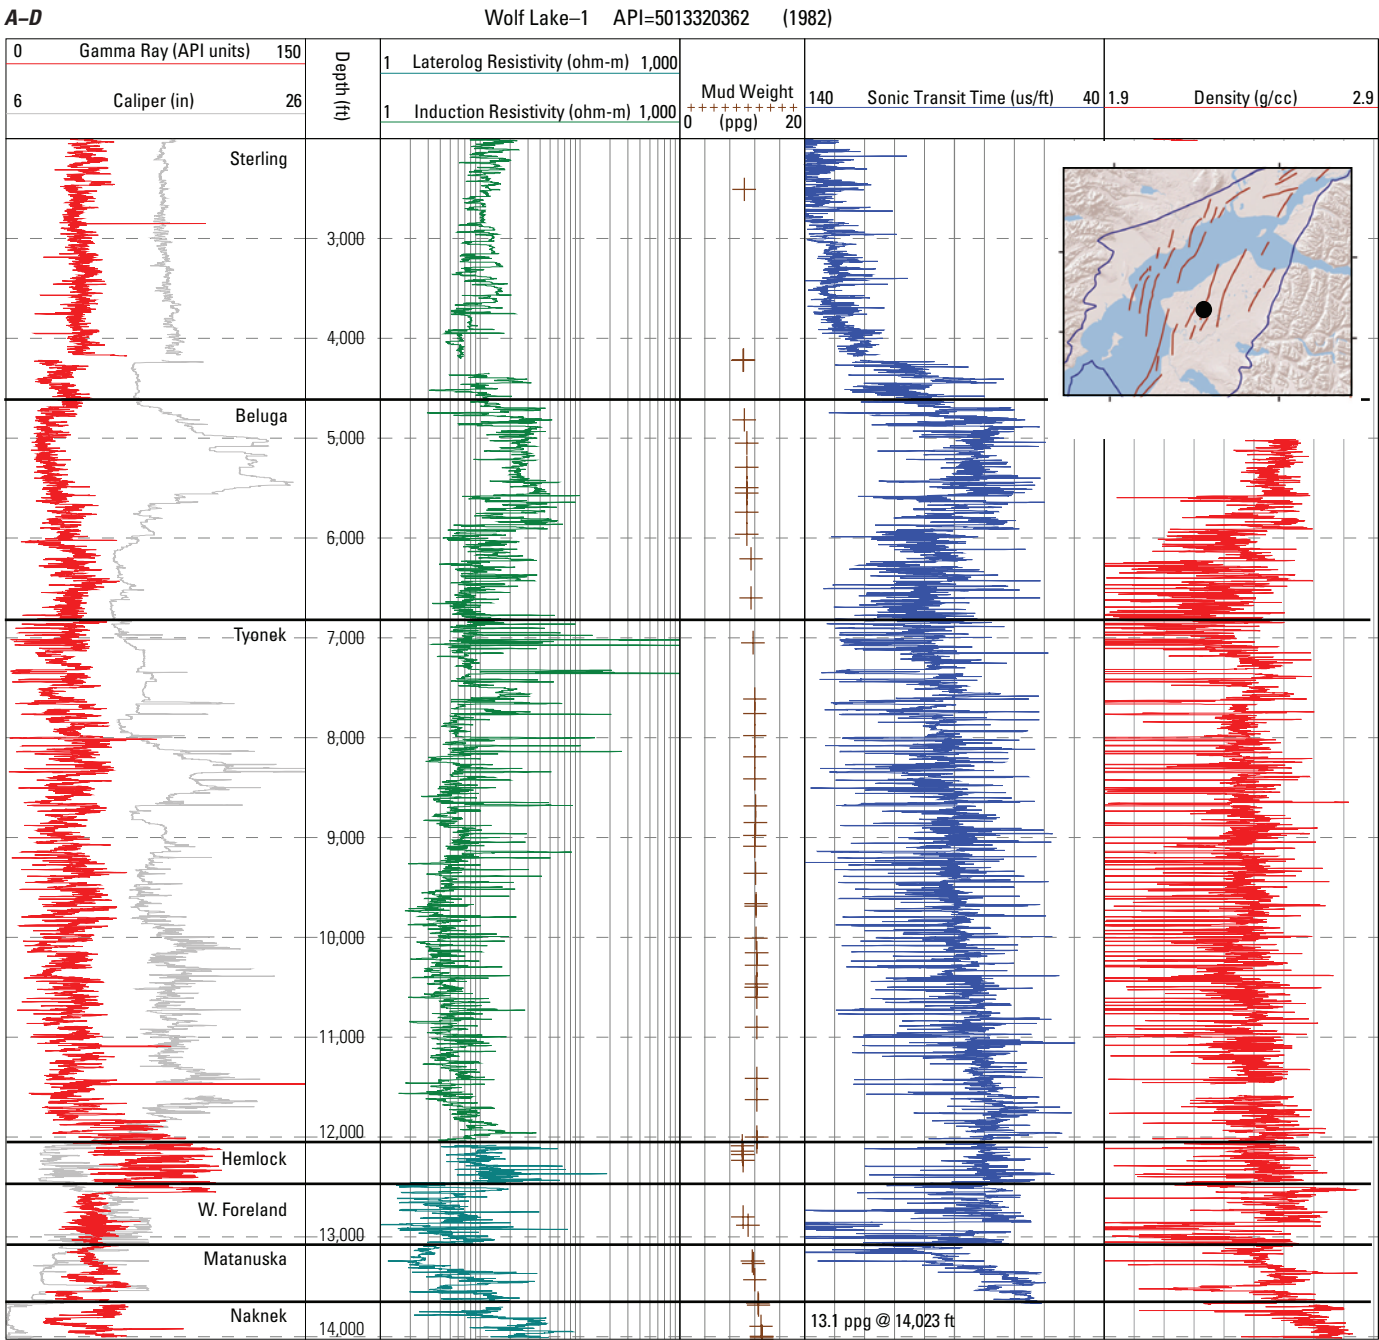 A–D
Wolf Lake–1 API=5013320362 (1982)
0 Gamma Ray (API units) 150
6 Caliper (in) 26
Depth (ft)
1 Laterolog Resistivity (ohm-m) 1,000
1 Induction Resistivity (ohm-m) 1,000
Mud Weight
0 (ppg) 20
140 Sonic Transit Time (us/ft) 40
1.9 Density (g/cc) 2.9
Sterling
3,000
4,000
Beluga
5,000
6,000
Tyonek
7,000
8,000
9,000
10,000
11,000
12,000
Hemlock
W. Foreland
13,000
Matanuska
Naknek
13.1 ppg @ 14,023 ft
14,000